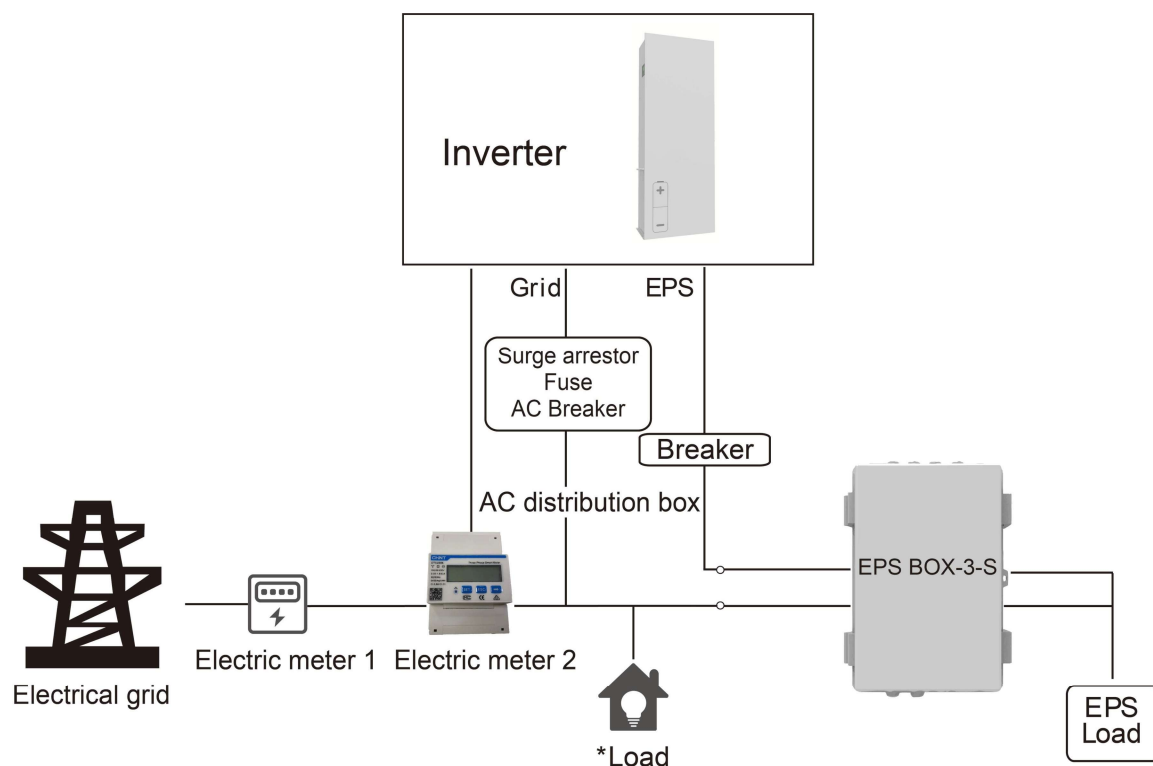 Inverter
Grid
EPS
Surge arrestor
Fuse
AC Breaker
Breaker
AC distribution box
CHNT
EPS BOX-3-S
Electric meter 1
Electric meter 2
Electrical grid
*Load
EPS
Load